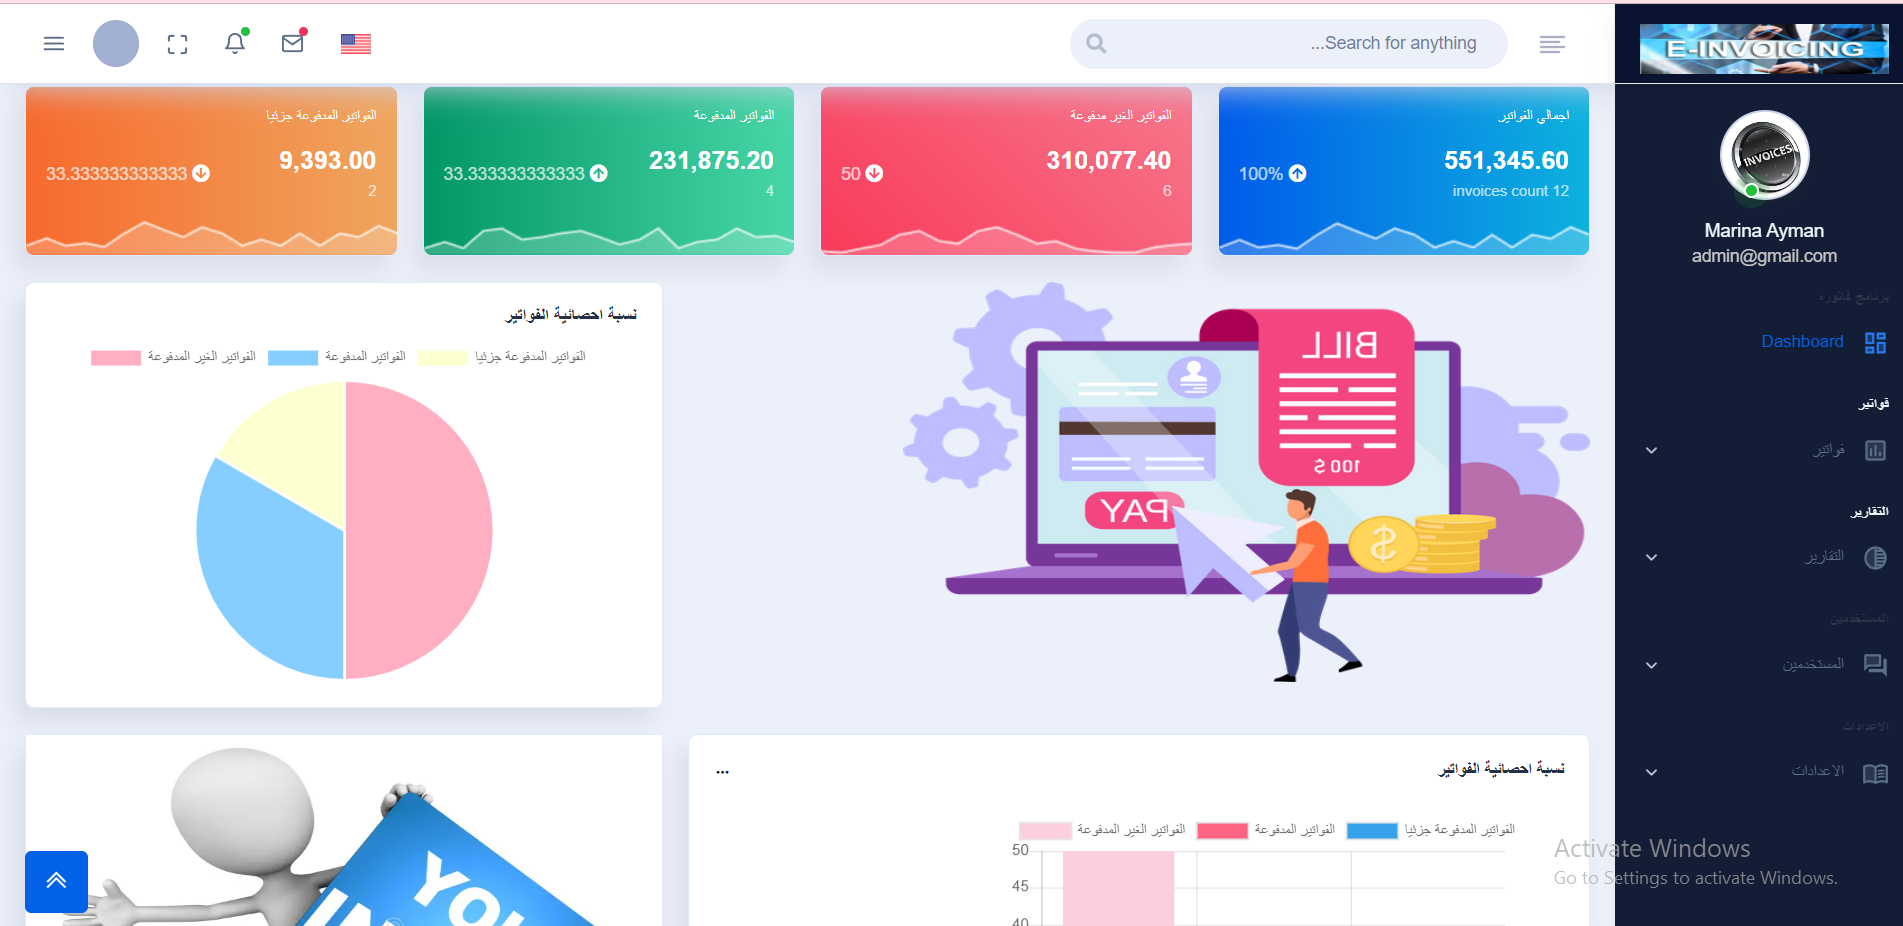 ...Search for anything
E-INVOICING
اجمالي الفواتير
551,345.60
100%
invoices count 12
الفواتير الغير مدفوعة
310,077.40
50
6
الفواتير المدفوعة
231,875.20
33.333333333333
4
الفواتير المدفوعة جزئيا
9,393.00
33.333333333333
2
INVOICES
Marina Ayman
admin@gmail.com
برنامج فاتوره
Dashboard
فواتير
فواتير
التقارير
التقارير
المستخدمين
المستخدمين
الاعدادات
الاعدادات
BILL
100 $
PAY
نسبة احصائية الفواتير
الفواتير المدفوعة جزئيا
الفواتير المدفوعة
الفواتير الغير المدفوعة
نسبة احصائية الفواتير
...
الفواتير المدفوعة جزئيا
الفواتير المدفوعة
الفواتير الغير المدفوعة
50
45
40
Activate Windows
Go to Settings to activate Windows.